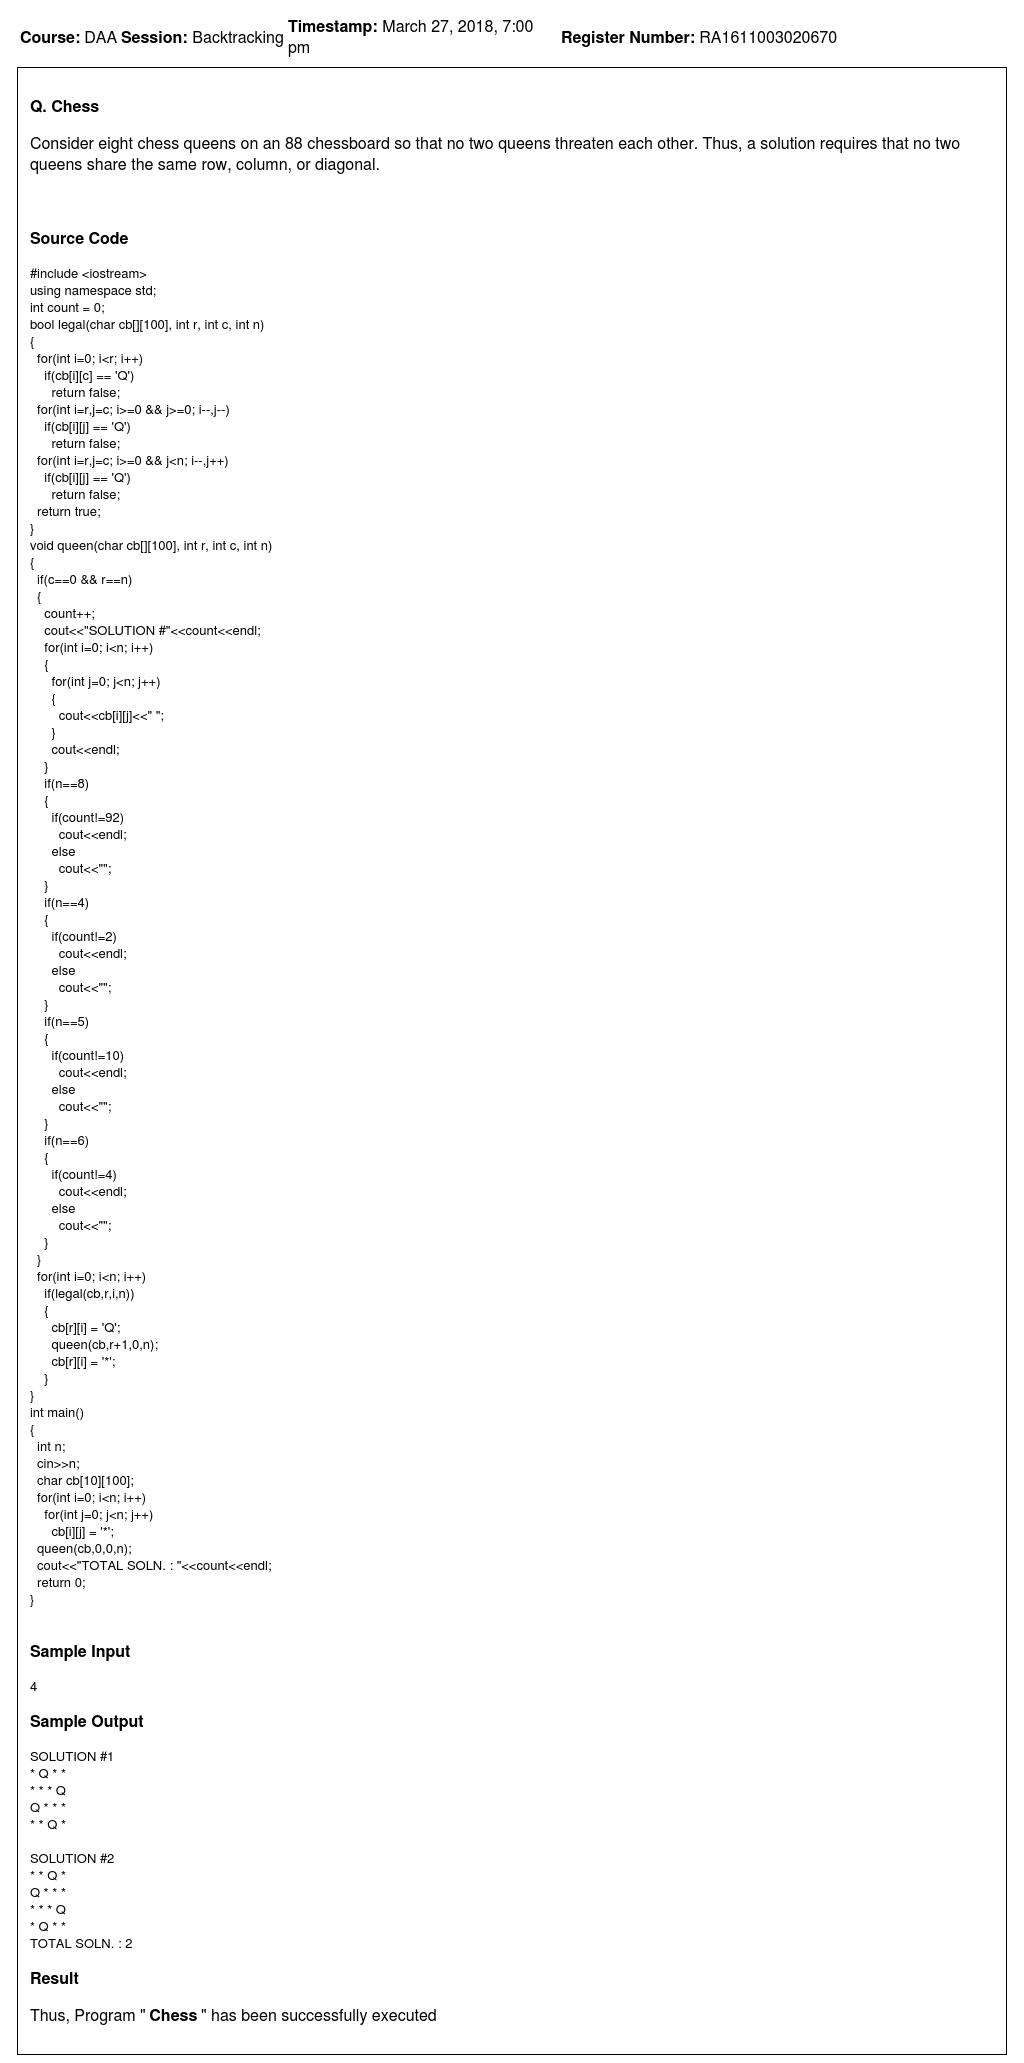 Course: DAA Session: Backtracking Timestamp: March 27, 2018, 7:00 pm Register Number: RA1611003020670
Q. Chess
Consider eight chess queens on an 88 chessboard so that no two queens threaten each other. Thus, a solution requires that no two
queens share the same row, column, or diagonal.
Source Code
#include <iostream>
using namespace std;
int count = 0;
bool legal(char cb[][100], int r, int c, int n)
{
for(int i=0; i<r; i++)
if(cb[i][c] == 'Q')
return false;
for(int i=r,j=c; i>=0 && j>=0; i--,j--)
if(cb[i][j] == 'Q')
return false;
for(int i=r,j=c; i>=0 && j<n; i--,j++)
if(cb[i][j] == 'Q')
return false;
return true;
}
void queen(char cb[][100], int r, int c, int n)
{
if(c==0 && r==n)
{
count++;
cout<<"SOLUTION #"<<count<<endl;
for(int i=0; i<n; i++)
{
for(int j=0; j<n; j++)
{
cout<<cb[i][j]<<" ";
}
cout<<endl;
}
if(n==8)
{
if(count!=92)
cout<<endl;
else
cout<<"";
}
if(n==4)
{
if(count!=2)
cout<<endl;
else
cout<<"";
}
if(n==5)
{
if(count!=10)
cout<<endl;
else
cout<<"";
}
if(n==6)
{
if(count!=4)
cout<<endl;
else
cout<<"";
}
}
for(int i=0; i<n; i++)
if(legal(cb,r,i,n))
{
cb[r][i] = 'Q';
queen(cb,r+1,0,n);
cb[r][i] = '*';
}
}
int main()
{
int n;
cin>>n;
char cb[10][100];
for(int i=0; i<n; i++)
for(int j=0; j<n; j++)
cb[i][j] = '*';
queen(cb,0,0,n);
cout<<"TOTAL SOLN. : "<<count<<endl;
return 0;
}
Sample Input
4
Sample Output
SOLUTION #1
* Q * *
* * * Q
Q * * *
* * Q *
SOLUTION #2
* * Q *
Q * * *
* * * Q
* Q * *
TOTAL SOLN. : 2
Result
Thus, Program " Chess " has been successfully executed